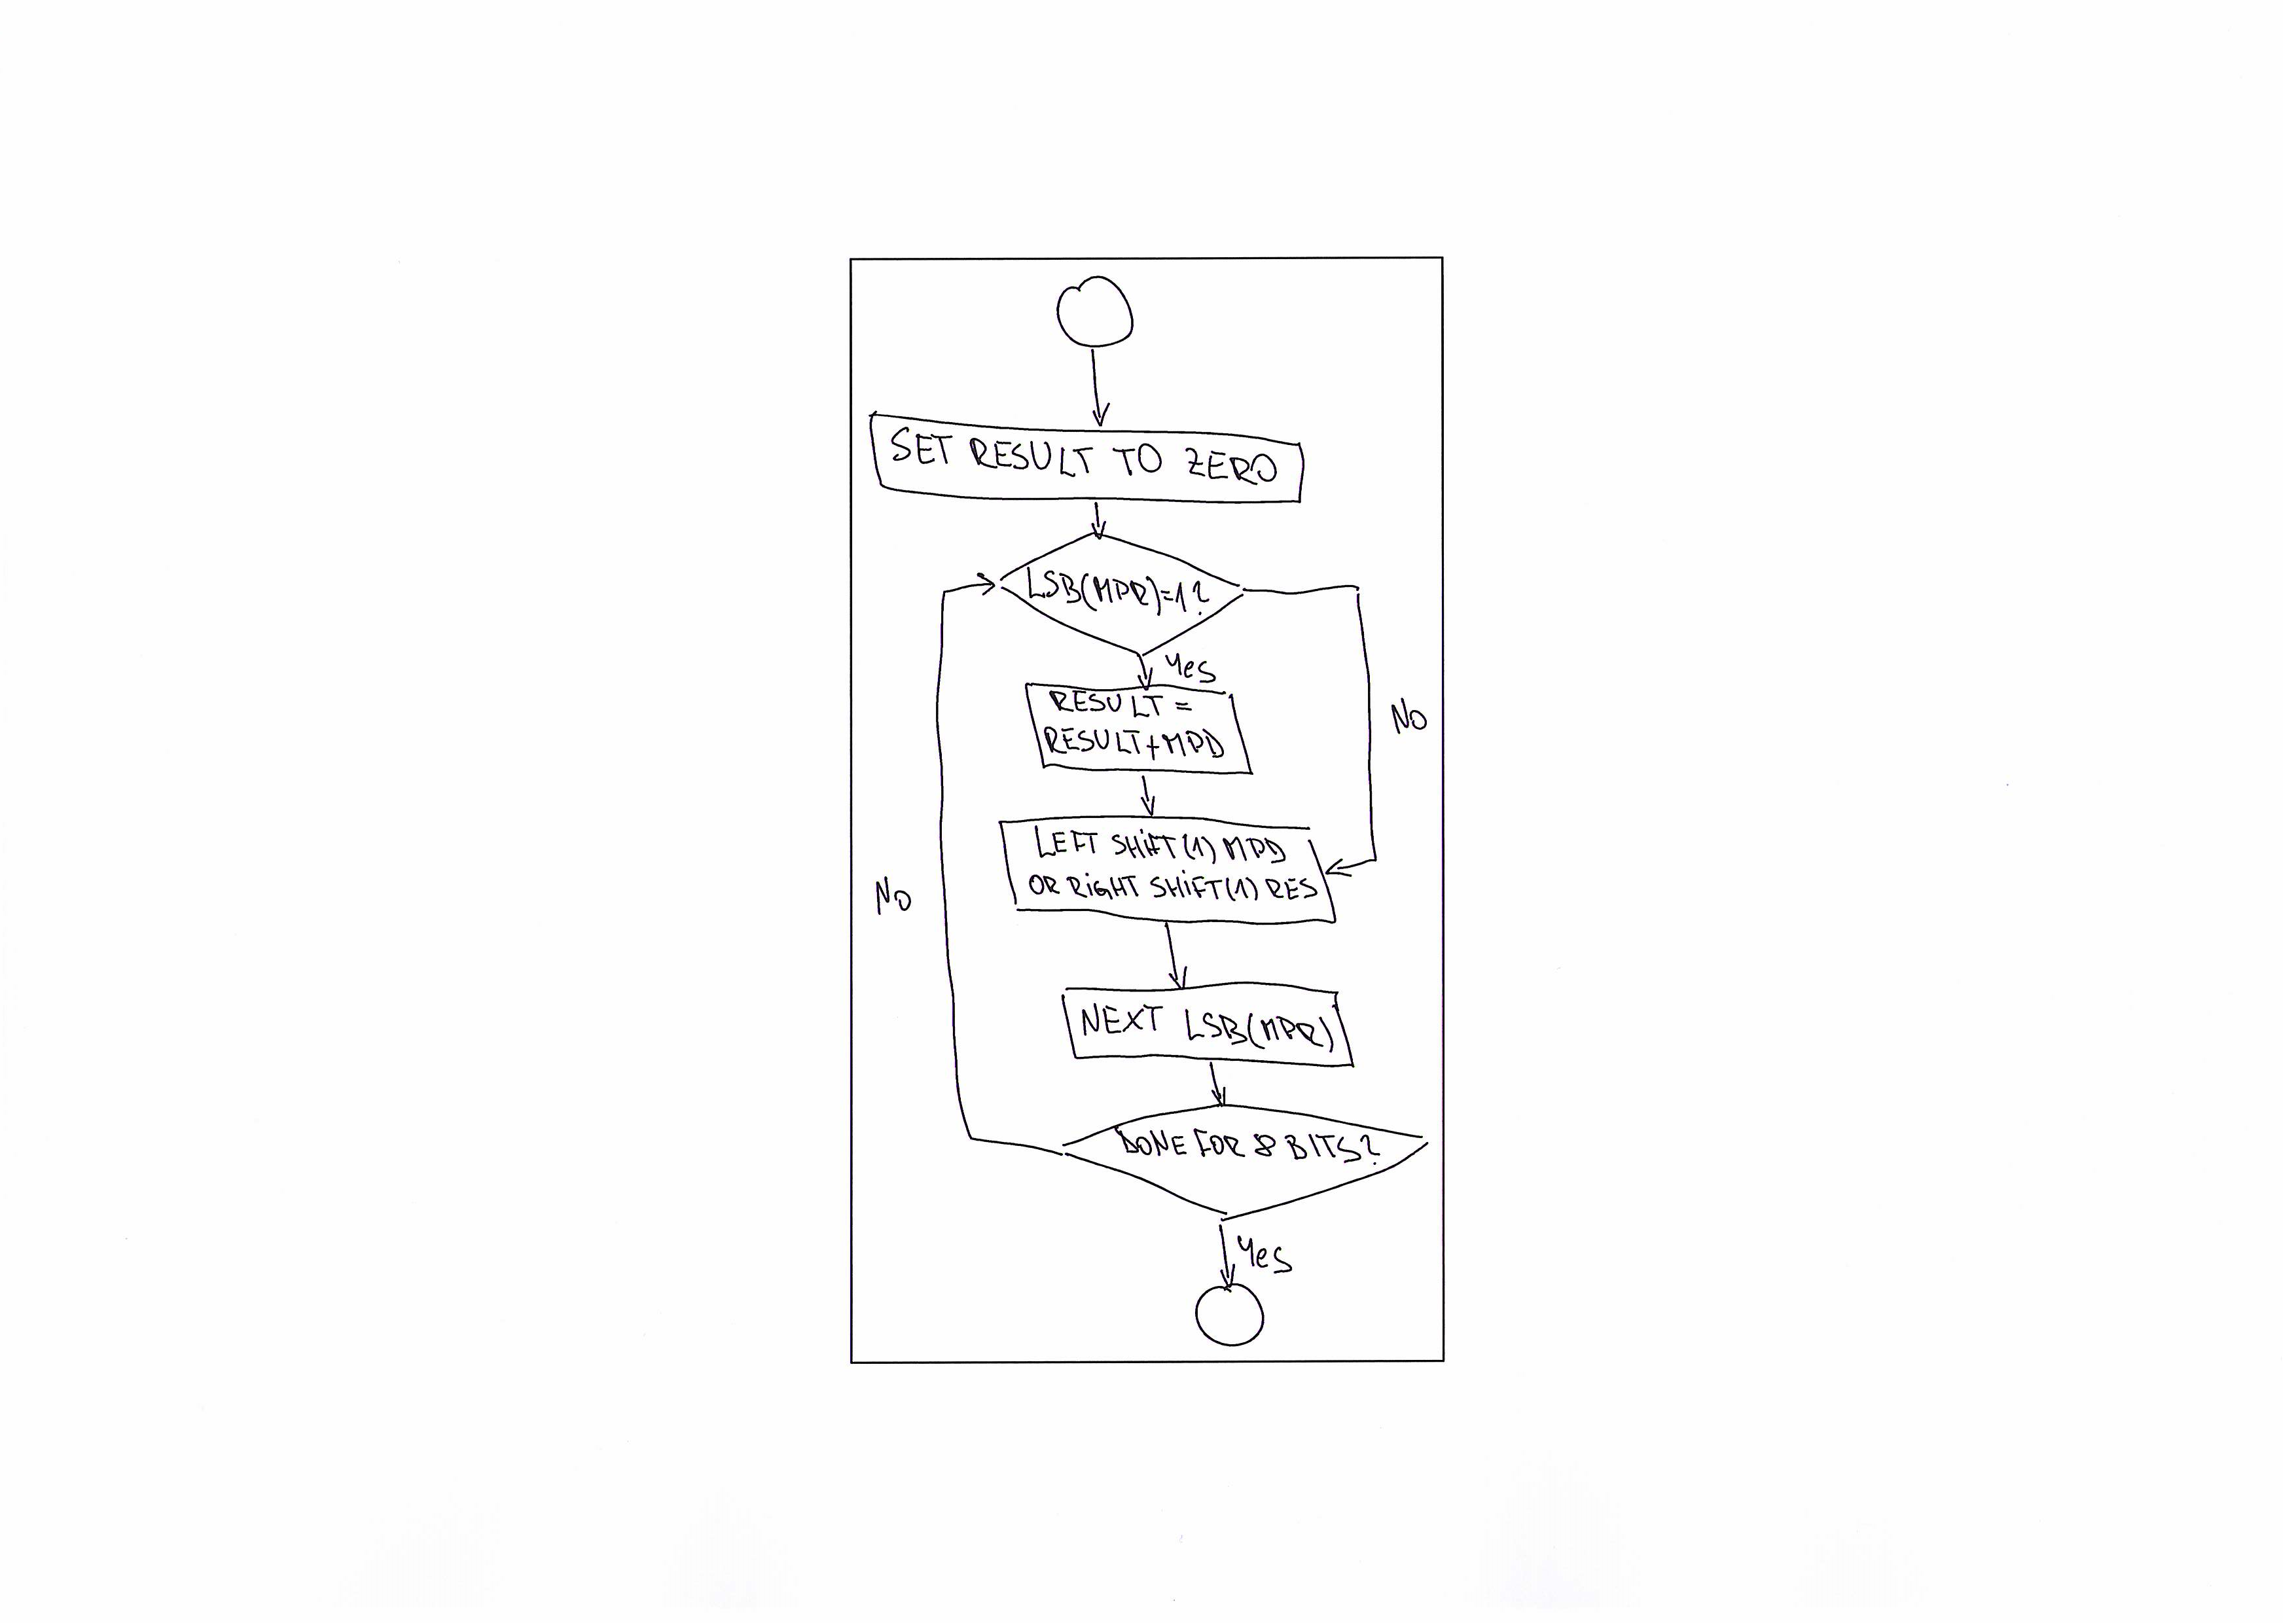 SET RESULT TO ZERO
LSB(MPR)=1?
Yes
RESULT =
RESULT+MPD
No
LEFT SHiFT(1) MPD
OR RiGHT SHiFT(1) RES
No
NEXT LSB(MPR)
DONE FOR 8 BITS?
Yes